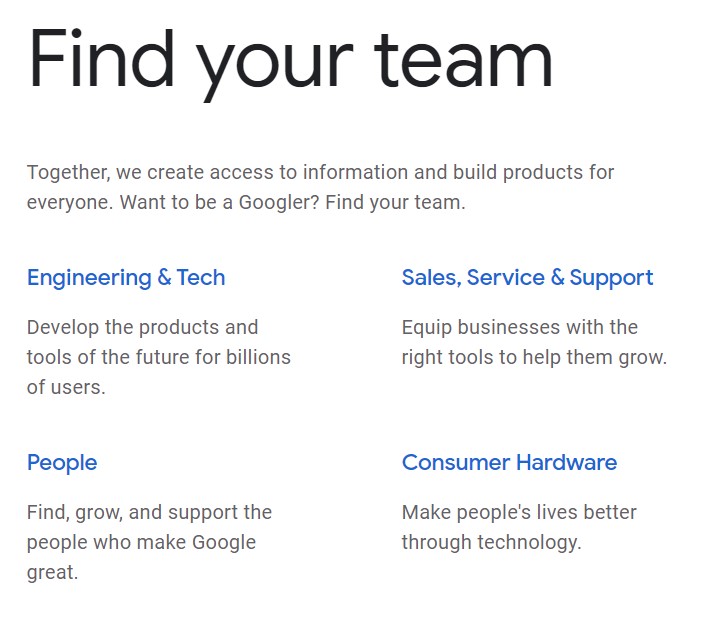 Find your team
Together, we create access to information and build products for
everyone. Want to be a Googler? Find your team.
Engineering & Tech
Develop the products and
tools of the future for billions
of users.
Sales, Service & Support
Equip businesses with the
right tools to help them grow.
People
Find, grow, and support the
people who make Google
great.
Consumer Hardware
Make people's lives better
through technology.